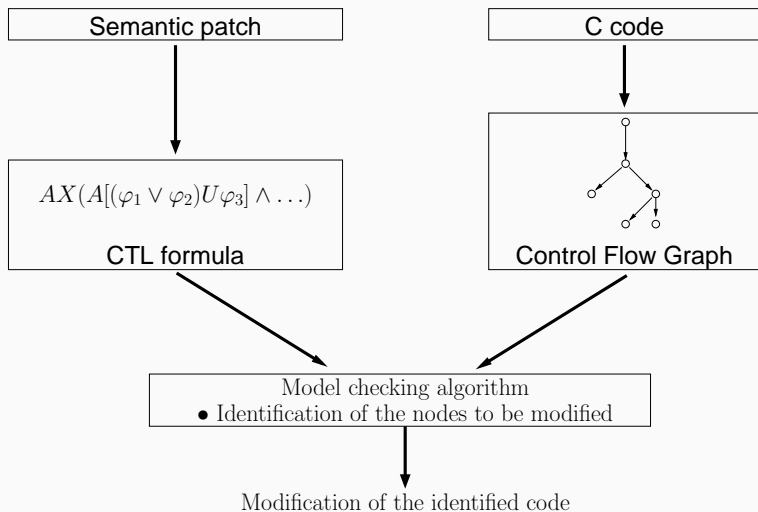 Semantic patch
C code
AX(A[(φ₁ ∨ φ₂)Uφ₃] ∧ …)
CTL formula
Control Flow Graph
Model checking algorithm
• Identification of the nodes to be modified
Modification of the identified code